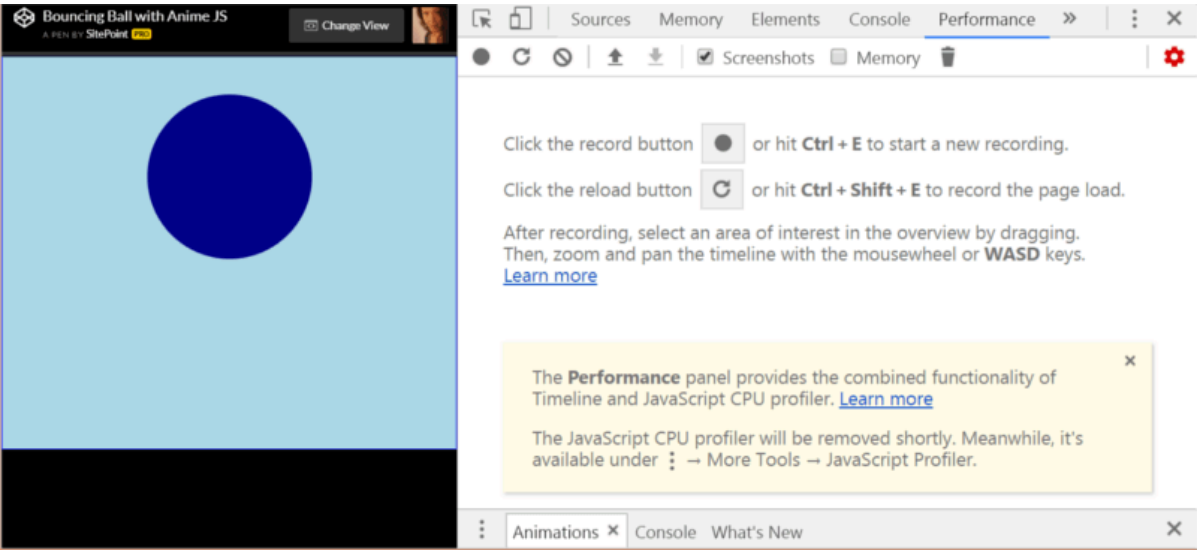 Bouncing Ball with Anime JS
A PEN BY SitePoint PRO
Change View
Sources Memory Elements Console Performance »
Screenshots Memory
Click the record button or hit Ctrl + E to start a new recording.
Click the reload button or hit Ctrl + Shift + E to record the page load.
After recording, select an area of interest in the overview by dragging.
Then, zoom and pan the timeline with the mousewheel or WASD keys.
Learn more
The Performance panel provides the combined functionality of
Timeline and JavaScript CPU profiler. Learn more
The JavaScript CPU profiler will be removed shortly. Meanwhile, it's
available under ⋮ → More Tools → JavaScript Profiler.
Animations × Console What's New